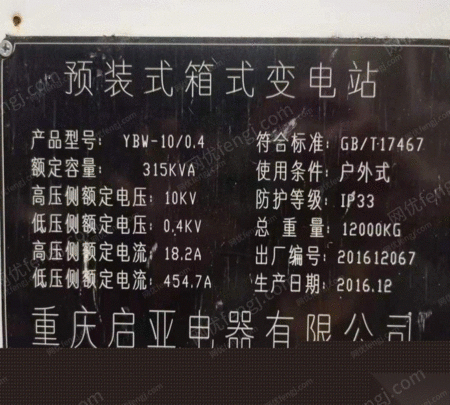 预装式箱式变电站
产品型号: YBW-10/0.4 符合标准: GB/T17467
额定容量: 315KVA 使用条件: 户外式
高压侧额定电压: 10KV 防护等级: IP33
低压侧额定电压: 0.4KV 总重量: 12000KG
高压侧额定电流: 18.2A 出厂编号: 201612067
低压侧额定电流: 454.7A 生产日期: 2016.12
重庆启亚电器有限公司